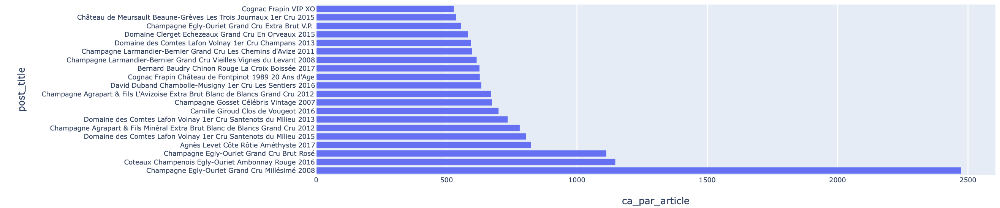 Cognac Frapin VIP XO
Château de Meursault Beaune-Grèves Les Trois Journaux 1er Cru 2015
Champagne Egly-Ouriet Grand Cru Extra Brut V.P.
Domaine Clerget Echezeaux Grand Cru En Orveaux 2015
Domaine des Comtes Lafon Volnay 1er Cru Champans 2013
Champagne Larmandier-Bernier Grand Cru Les Chemins d'Avize 2011
Champagne Larmandier-Bernier Grand Cru Vieilles Vignes du Levant 2008
Bernard Baudry Chinon Rouge La Croix Boissée 2017
Cognac Frapin Château de Fontpinot 1989 20 Ans d'Age
David Duband Chambolle-Musigny 1er Cru Les Sentiers 2016
Champagne Agrapart & Fils L'Avizoise Extra Brut Blanc de Blancs Grand Cru 2012
Champagne Gosset Célébris Vintage 2007
Camille Giroud Clos de Vougeot 2016
Domaine des Comtes Lafon Volnay 1er Cru Santenots du Milieu 2013
Champagne Agrapart & Fils Minéral Extra Brut Blanc de Blancs Grand Cru 2012
Domaine des Comtes Lafon Volnay 1er Cru Santenots du Milieu 2015
Agnès Levet Côte Rôtie Améthyste 2017
Champagne Egly-Ouriet Grand Cru Brut Rosé
Coteaux Champenois Egly-Ouriet Ambonnay Rouge 2016
Champagne Egly-Ouriet Grand Cru Millésimé 2008
post_title
0 500 1000 1500 2000 2500
ca_par_article